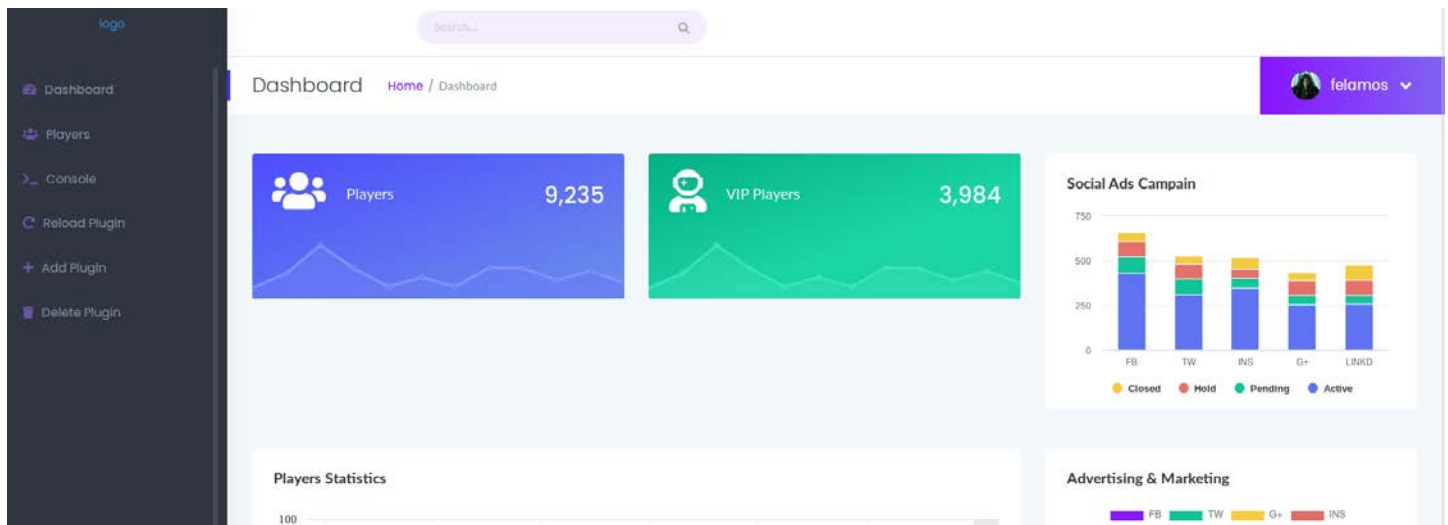 logo
Search...
Dashboard
Players
Console
Reload Plugin
Add Plugin
Delete Plugin
Dashboard Home / Dashboard
felamos
Players 9,235
VIP Players 3,984
Social Ads Campain
750
500
250
0
FB TW INS G+ LINKD
Closed Hold Pending Active
Players Statistics
100
Advertising & Marketing
FB TW G+ INS